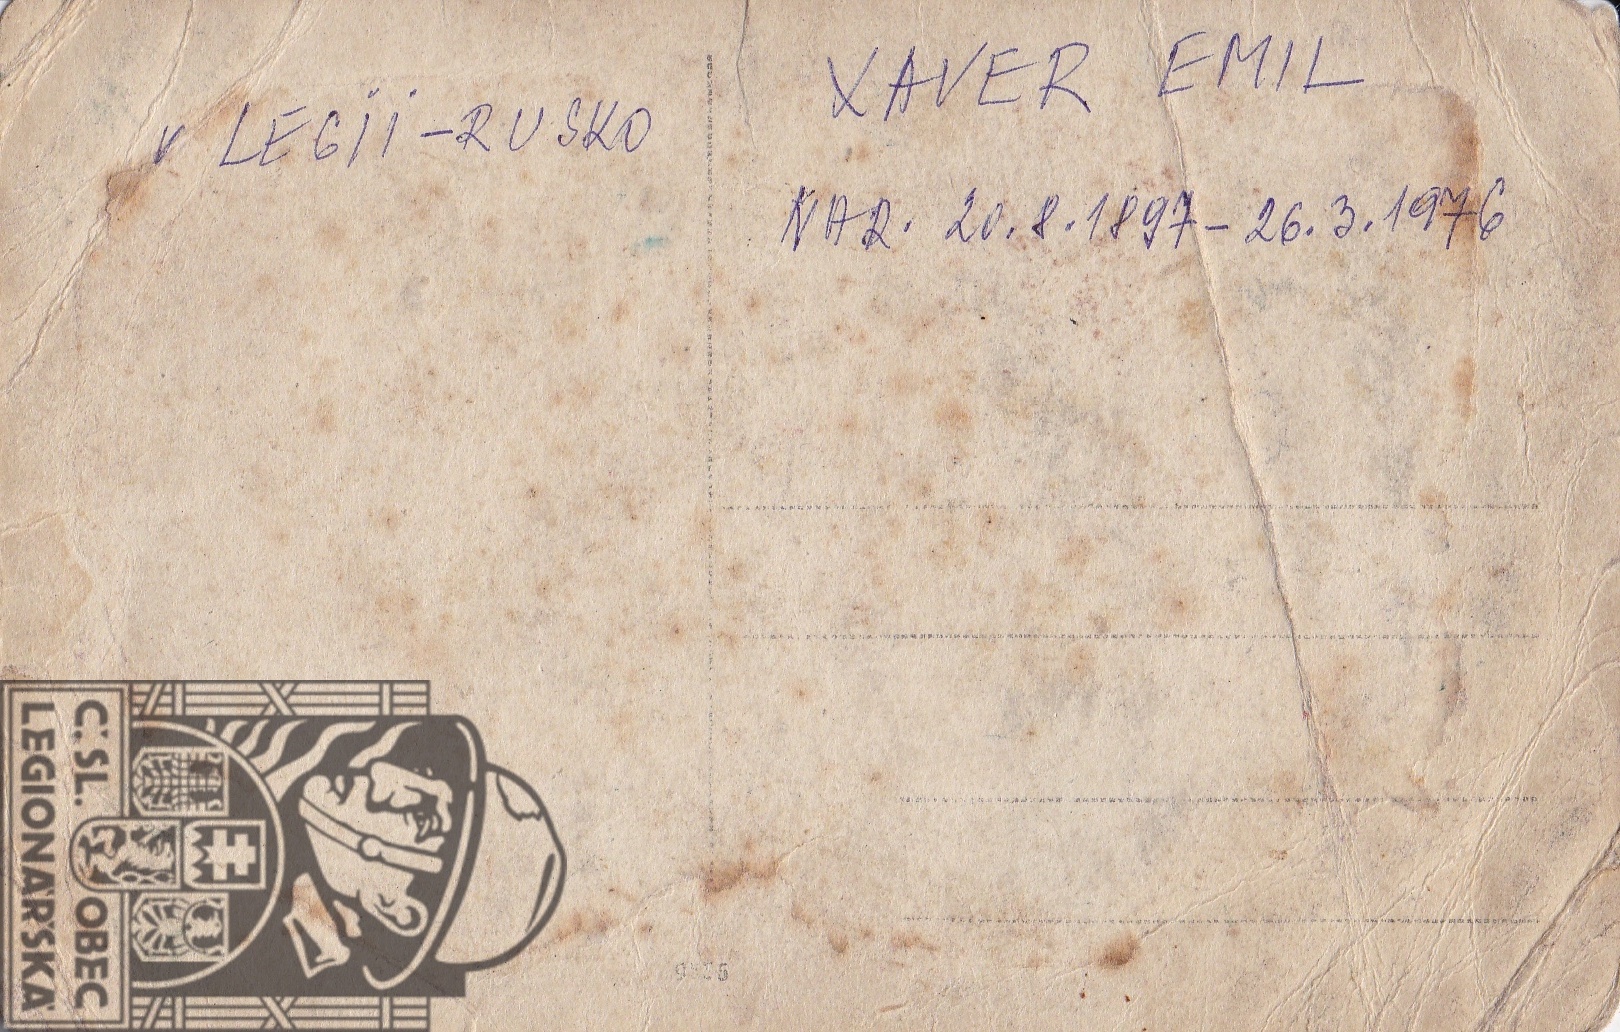 v LEGII - RUSKO
XAVER EMIL
NAR. 20.8.1897 - 26.3.1976
Č.SL. OBEC
LEGIONÁŘSKÁ